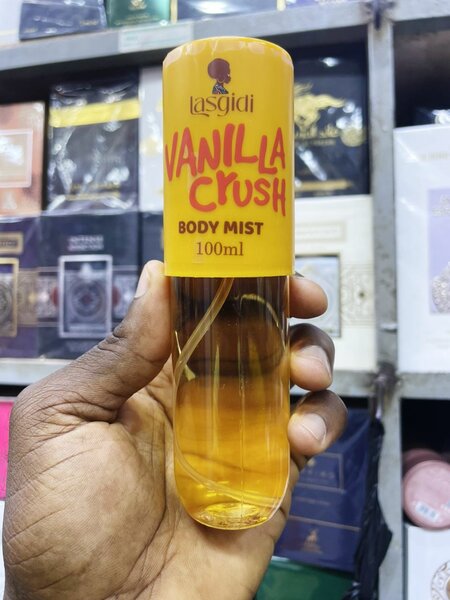 Lasgidi
VANILLA
Crush
BODY MIST
100ml